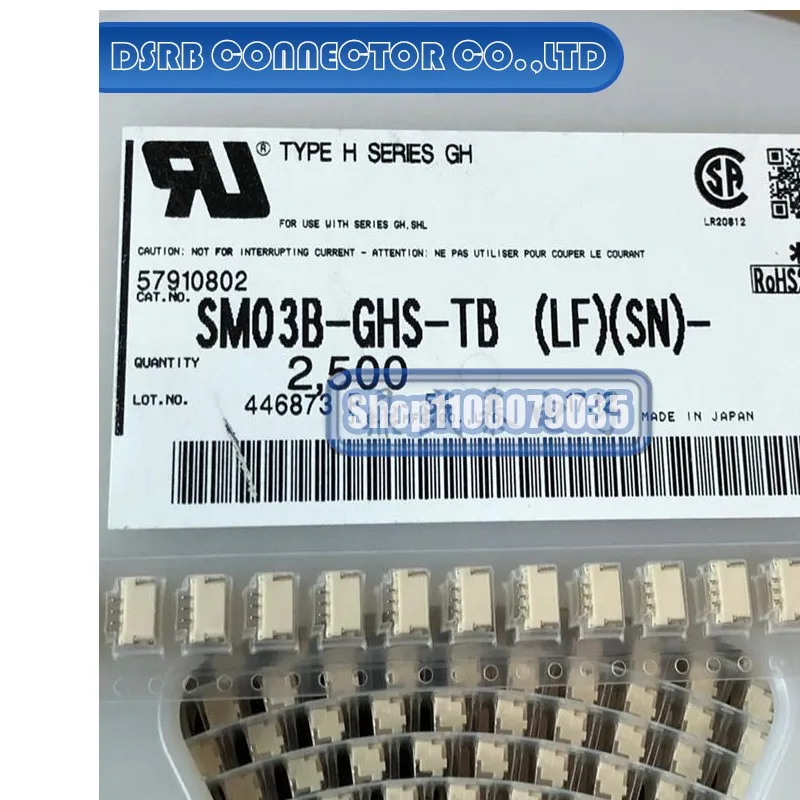 DSRB CONNECTOR CO.,LTD
® TYPE H SERIES GH
FOR USE WITH SERIES GH,SHL
LR20812
CAUTION: NOT FOR INTERRUPTING CURRENT - ATTENTION: NE PAS UTILISER POUR COUPER LE COURANT
RoHS
57910802
CAT.NO.
SM03B-GHS-TB (LF)(SN)-
QUANTITY 2,500
LOT.NO. 446873
Shop1100079035
MADE IN JAPAN